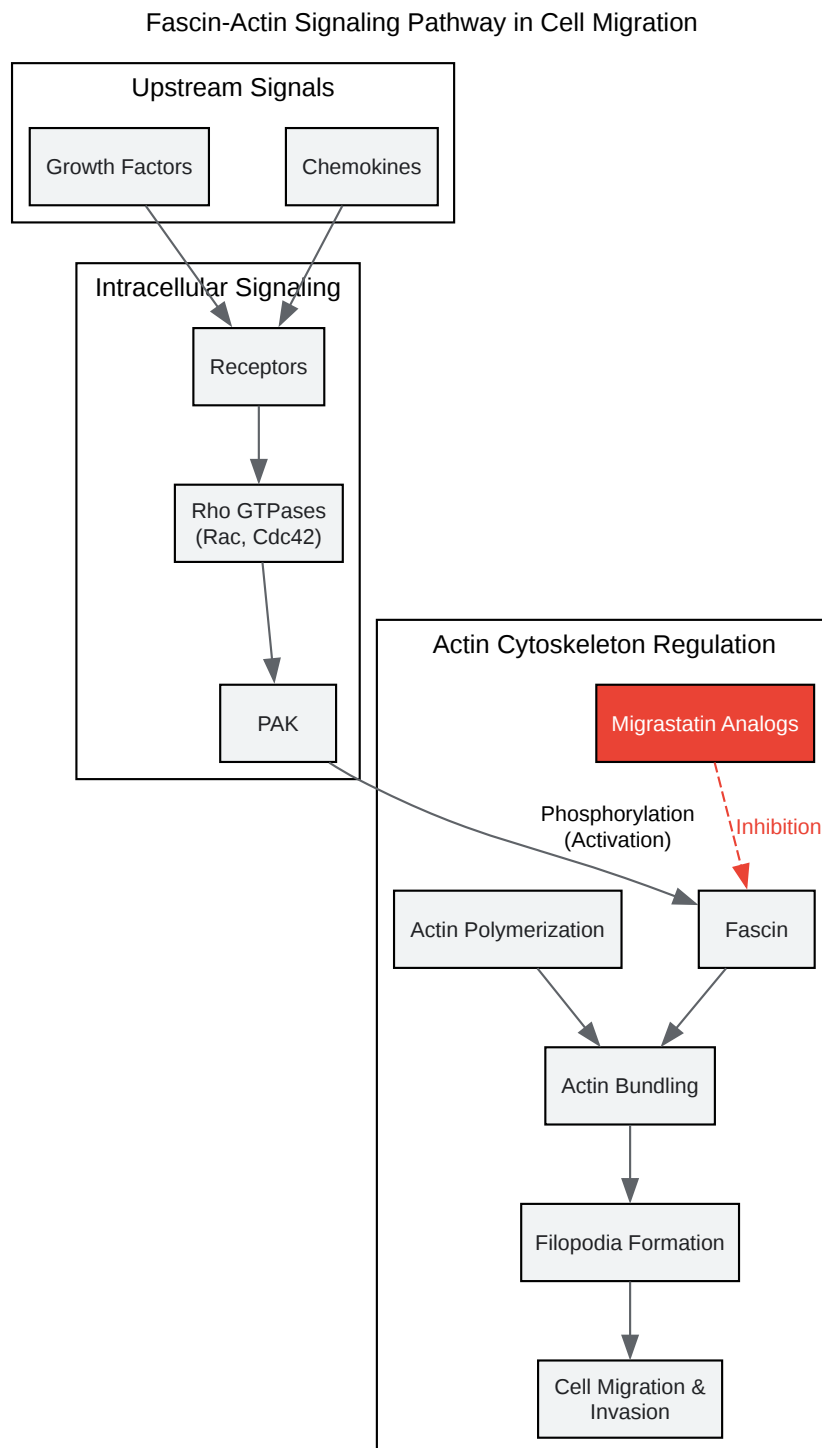 Fascin-Actin Signaling Pathway in Cell Migration
Upstream Signals
Growth Factors
Chemokines
Intracellular Signaling
Receptors
Rho GTPases
(Rac, Cdc42)
PAK
Actin Cytoskeleton Regulation
Migrastatin Analogs
Phosphorylation
(Activation)
Inhibition
Actin Polymerization
Fascin
Actin Bundling
Filopodia Formation
Cell Migration &
Invasion